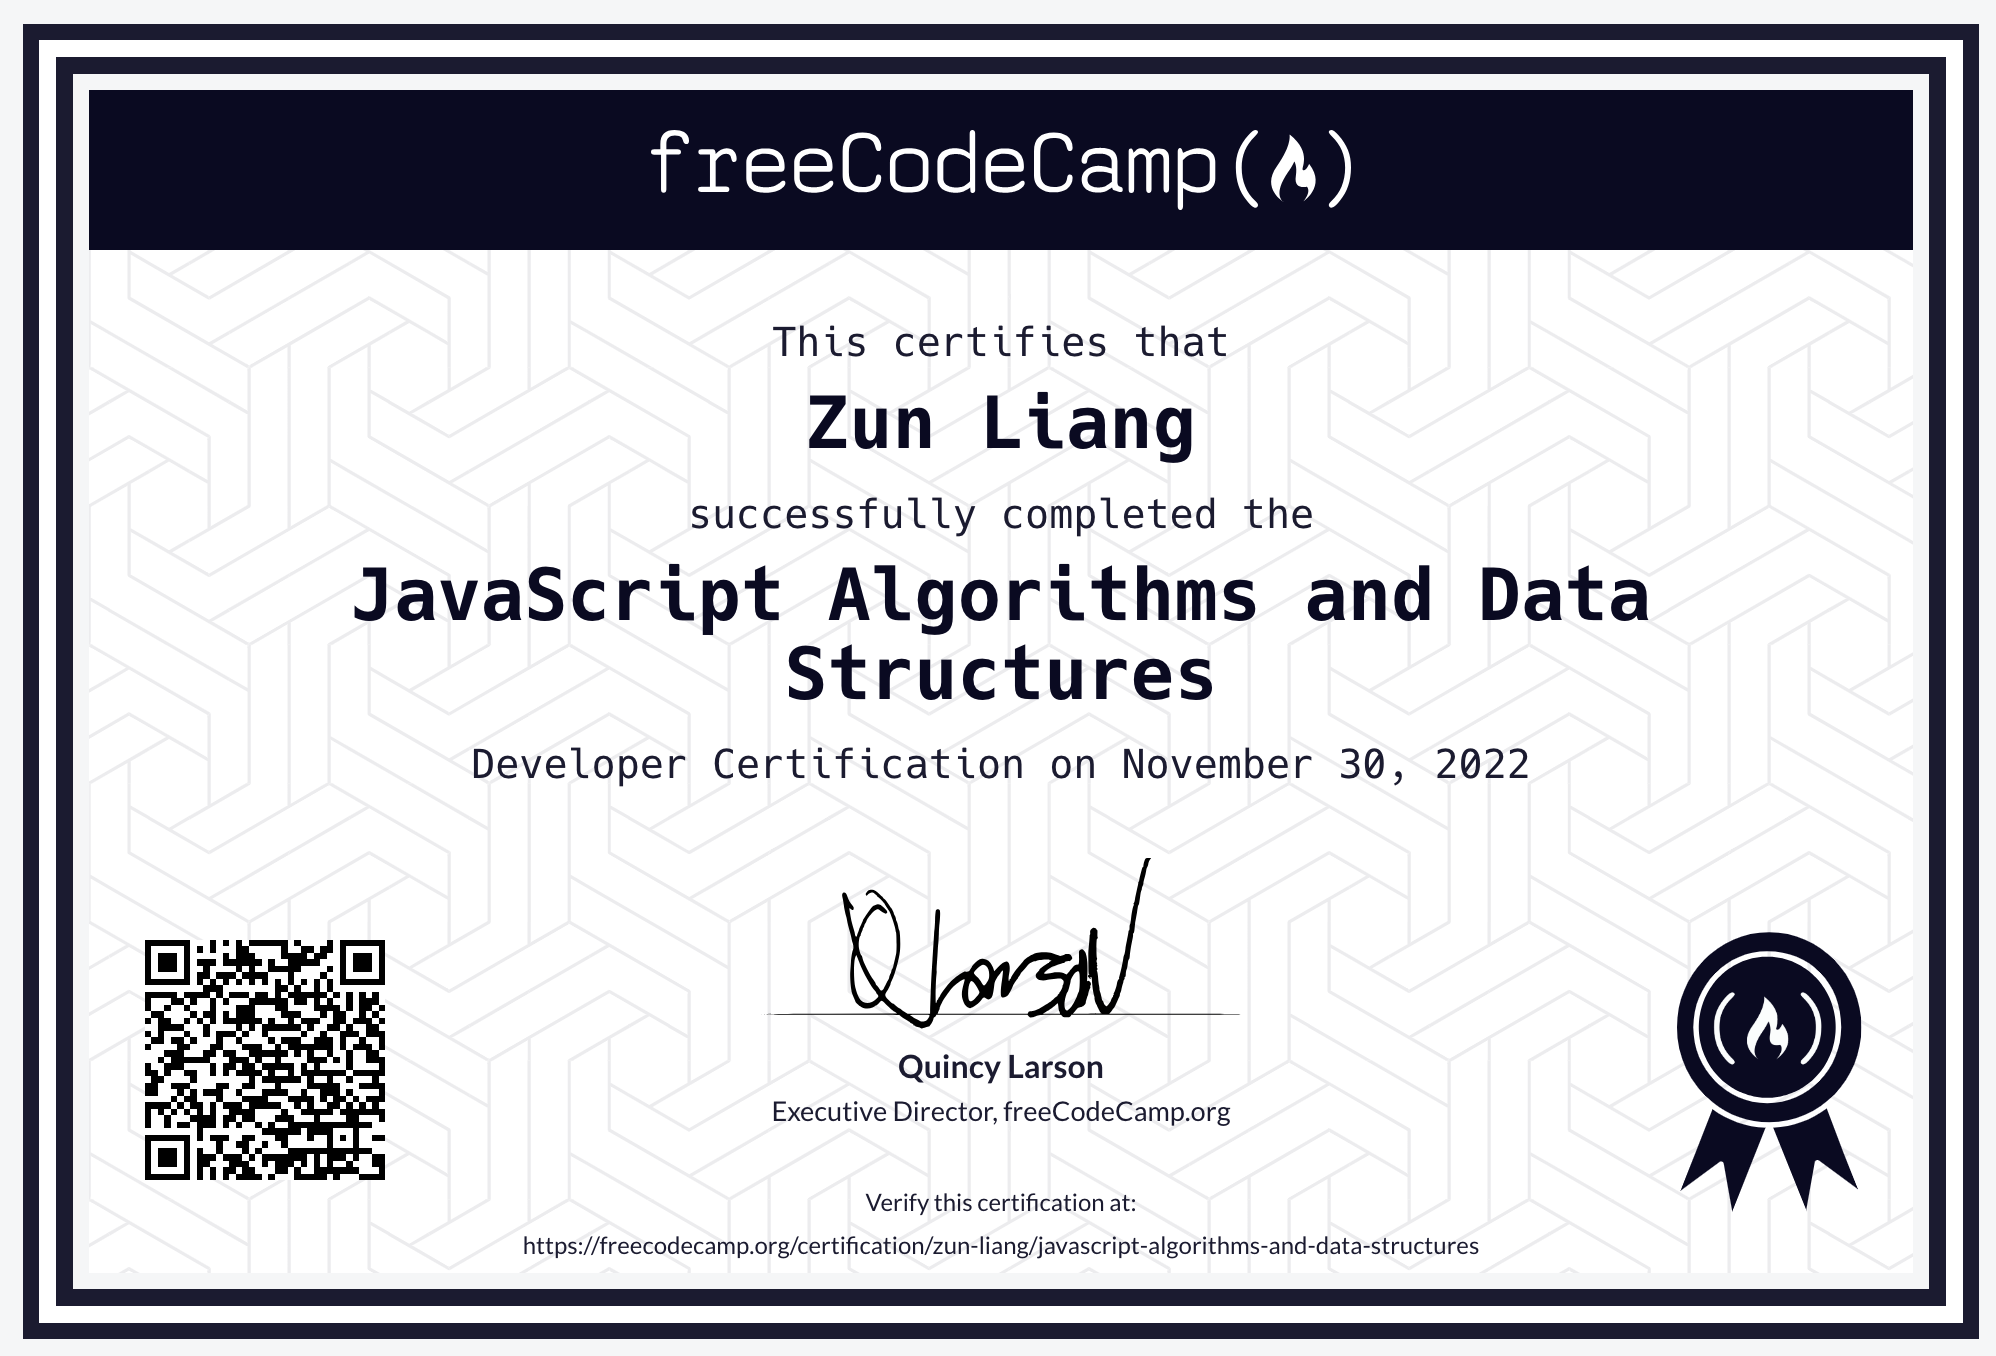 freeCodeCamp
This certifies that
Zun Liang
successfully completed the
JavaScript Algorithms and Data
Structures
Developer Certification on November 30, 2022
Quincy Larson
Executive Director, freeCodeCamp.org
Verify this certification at:
https://freecodecamp.org/certification/zun-liang/javascript-algorithms-and-data-structures